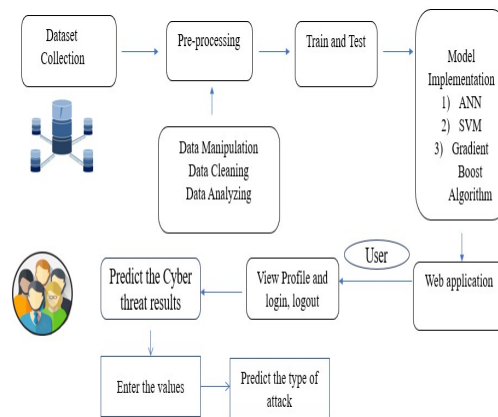 Dataset
Collection
Pre-processing
Train and Test
Model
Implementation
1) ANN
2) SVM
3) Gradient
Boost
Algorithm
Data Manipulation
Data Cleaning
Data Analyzing
User
Web application
View Profile and
login, logout
Predict the Cyber
threat results
Enter the values
Predict the type of
attack